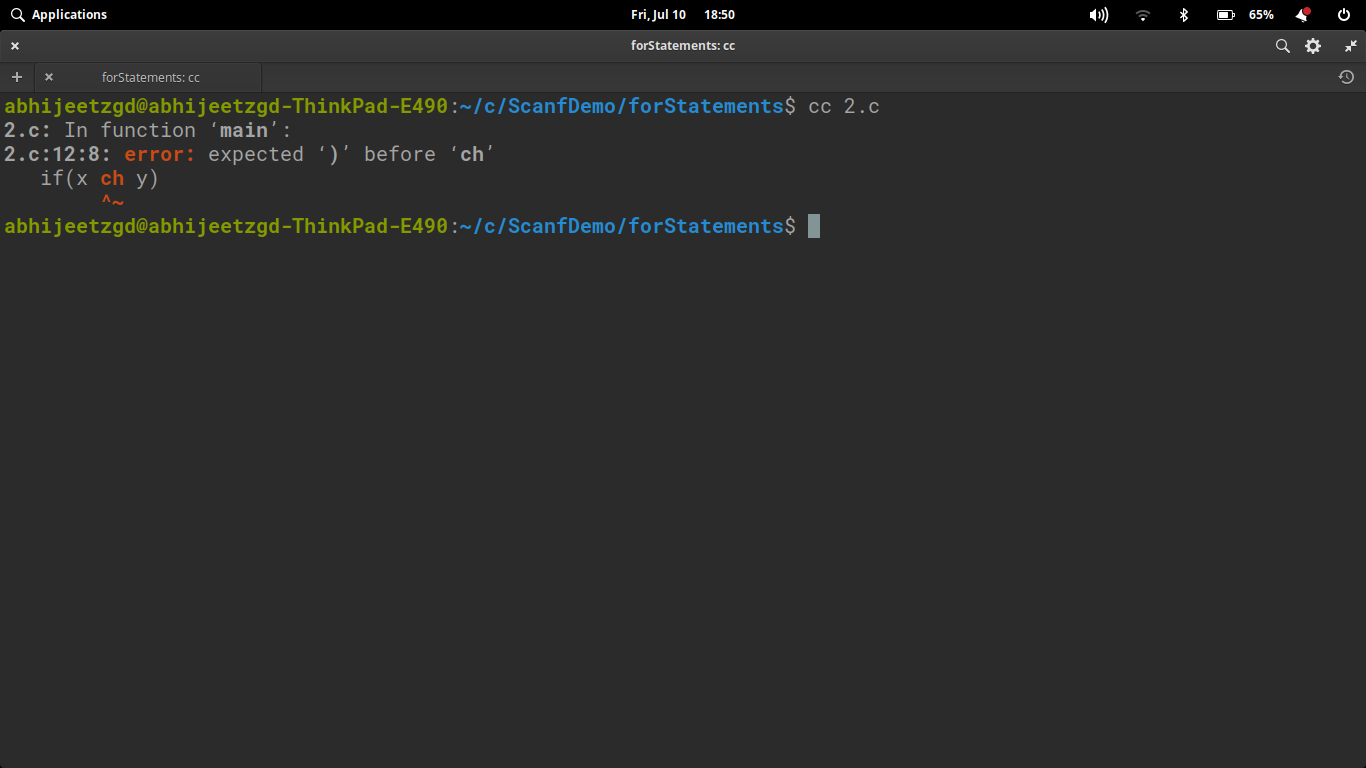 Applications Fri, Jul 10 18:50 65%
forStatements: cc
forStatements: cc
abhijeetzgd@abhijeetzgd-ThinkPad-E490:~/c/ScanfDemo/forStatements$ cc 2.c
2.c: In function ‘main’:
2.c:12:8: error: expected ‘)’ before ‘ch’
   if(x ch y)
        ^~
abhijeetzgd@abhijeetzgd-ThinkPad-E490:~/c/ScanfDemo/forStatements$